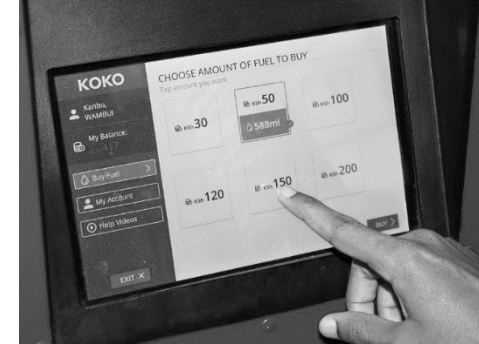 KOKO
Karibu,
WAMBUI
My Balance:
Buy Fuel
My Account
Help Videos
EXIT X
CHOOSE AMOUNT OF FUEL TO BUY
Tap amount you want
KSh 30
KSh 50
588ml
KSh 100
KSh 120
KSh 150
KSh 200
BUY >